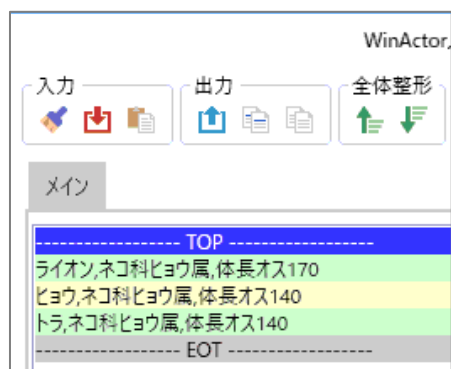 WinActor,
入力 出力 全体整形
メイン
------------------ TOP ------------------
ライオン,ネコ科ヒョウ属,体長オス170
ヒョウ,ネコ科ヒョウ属,体長オス140
トラ,ネコ科ヒョウ属,体長オス140
------------------ EOT ------------------